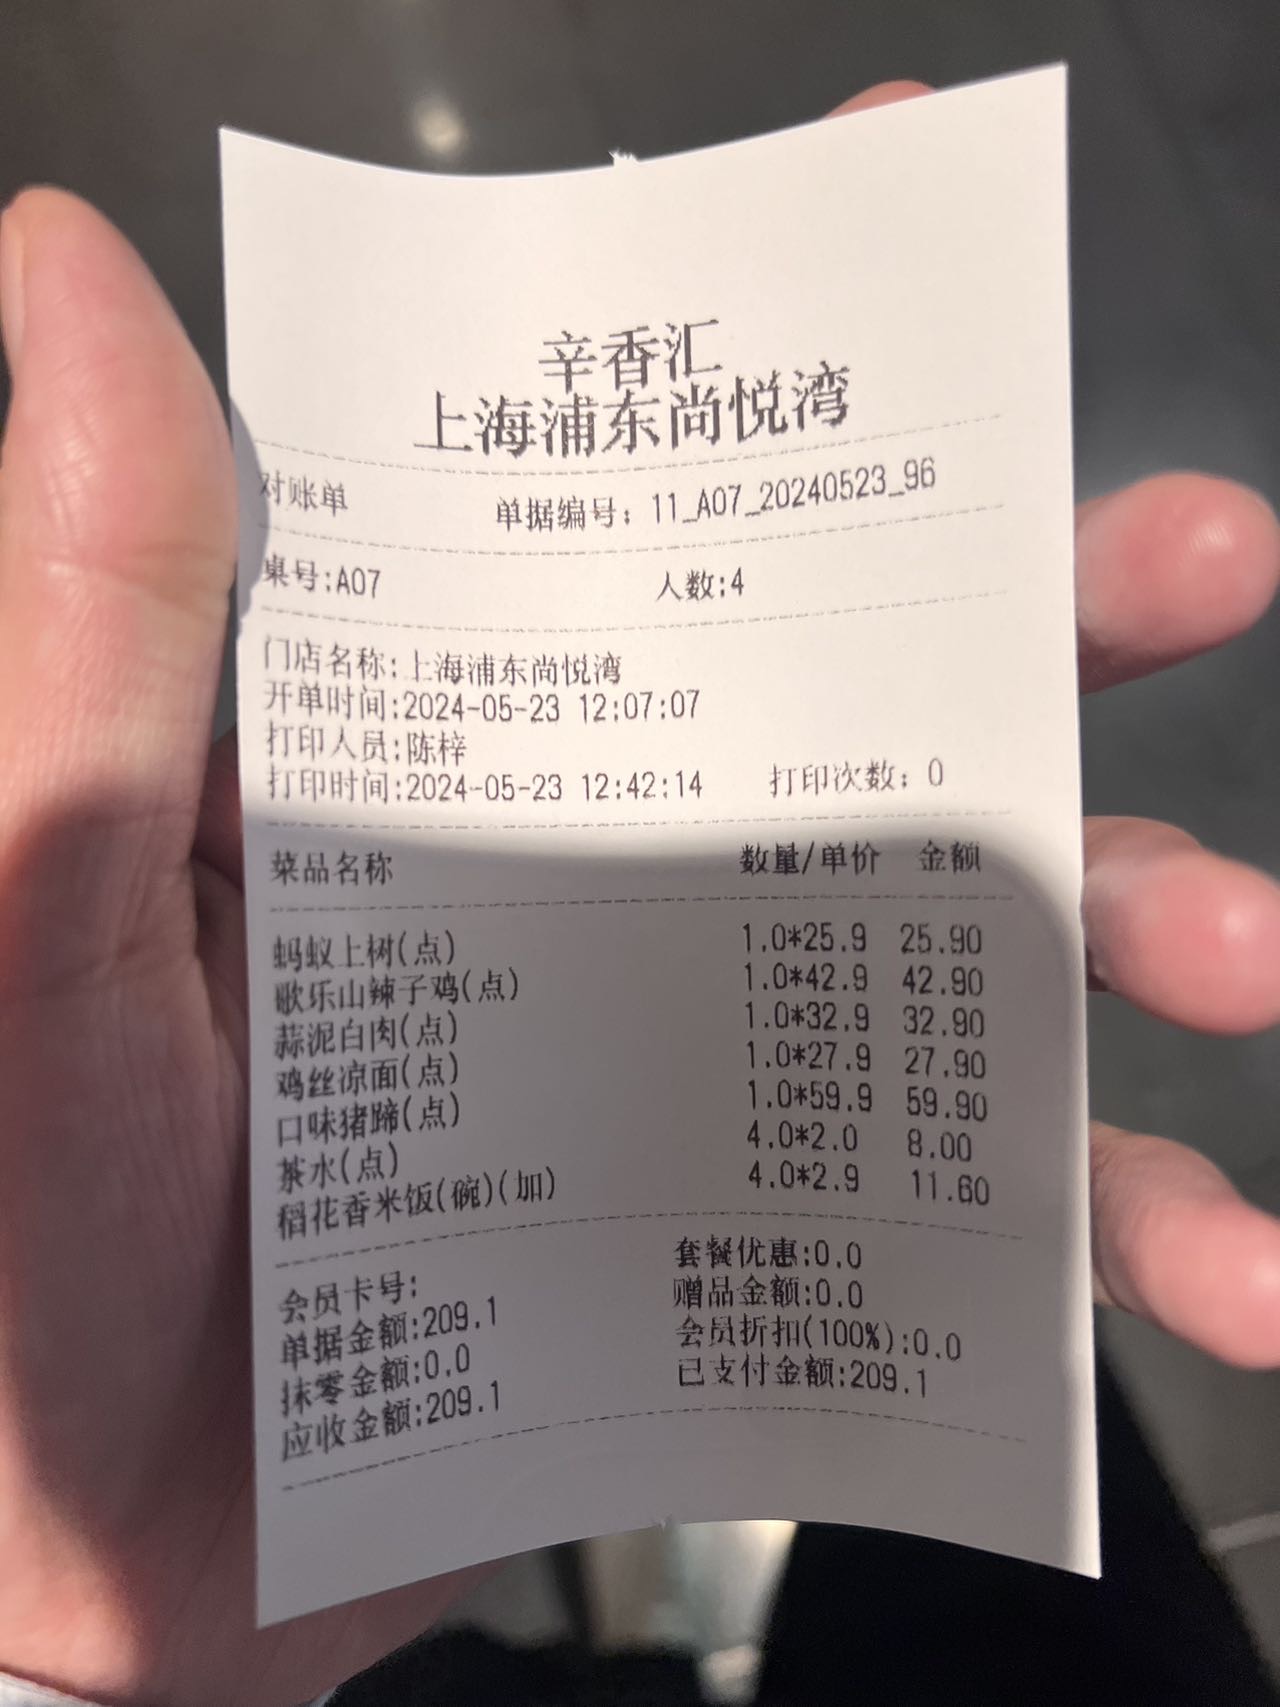 辛香汇
上海浦东尚悦湾
对账单 单据编号：11_A07_20240523_96
桌号:A07 人数:4
门店名称:上海浦东尚悦湾
开单时间:2024-05-23 12:07:07
打印人员:陈梓
打印时间:2024-05-23 12:42:14 打印次数：0
菜品名称 数量/单价 金额
蚂蚁上树(点) 1.0*25.9 25.90
歌乐山辣子鸡(点) 1.0*42.9 42.90
蒜泥白肉(点) 1.0*32.9 32.90
鸡丝凉面(点) 1.0*27.9 27.90
口味猪蹄(点) 1.0*59.9 59.90
茶水(点) 4.0*2.0 8.00
稻花香米饭(碗)(加) 4.0*2.9 11.60
会员卡号: 套餐优惠:0.0
单据金额:209.1 赠品金额:0.0
抹零金额:0.0 会员折扣(100%):0.0
应收金额:209.1 已支付金额:209.1